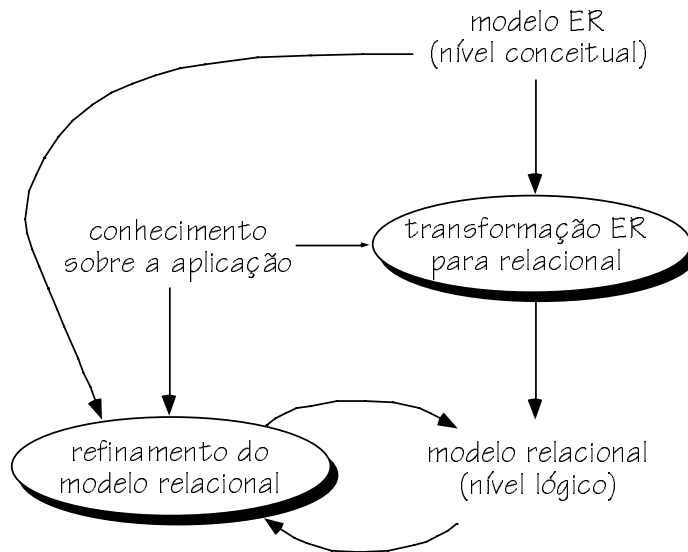 modelo ER
(nível conceitual)
conhecimento
sobre a aplicação
transformação ER
para relacional
refinamento do
modelo relacional
modelo relacional
(nível lógico)